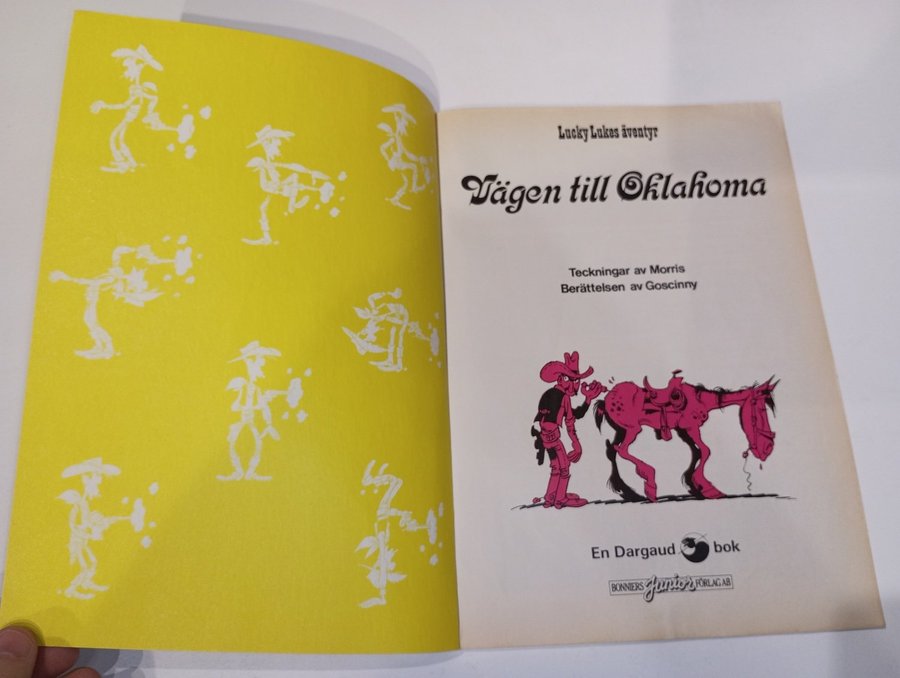 Lucky Lukes äventyr
Vägen till Oklahoma
Teckningar av Morris
Berättelsen av Goscinny
En Dargaud bok
BONNIERS Junior FÖRLAG AB